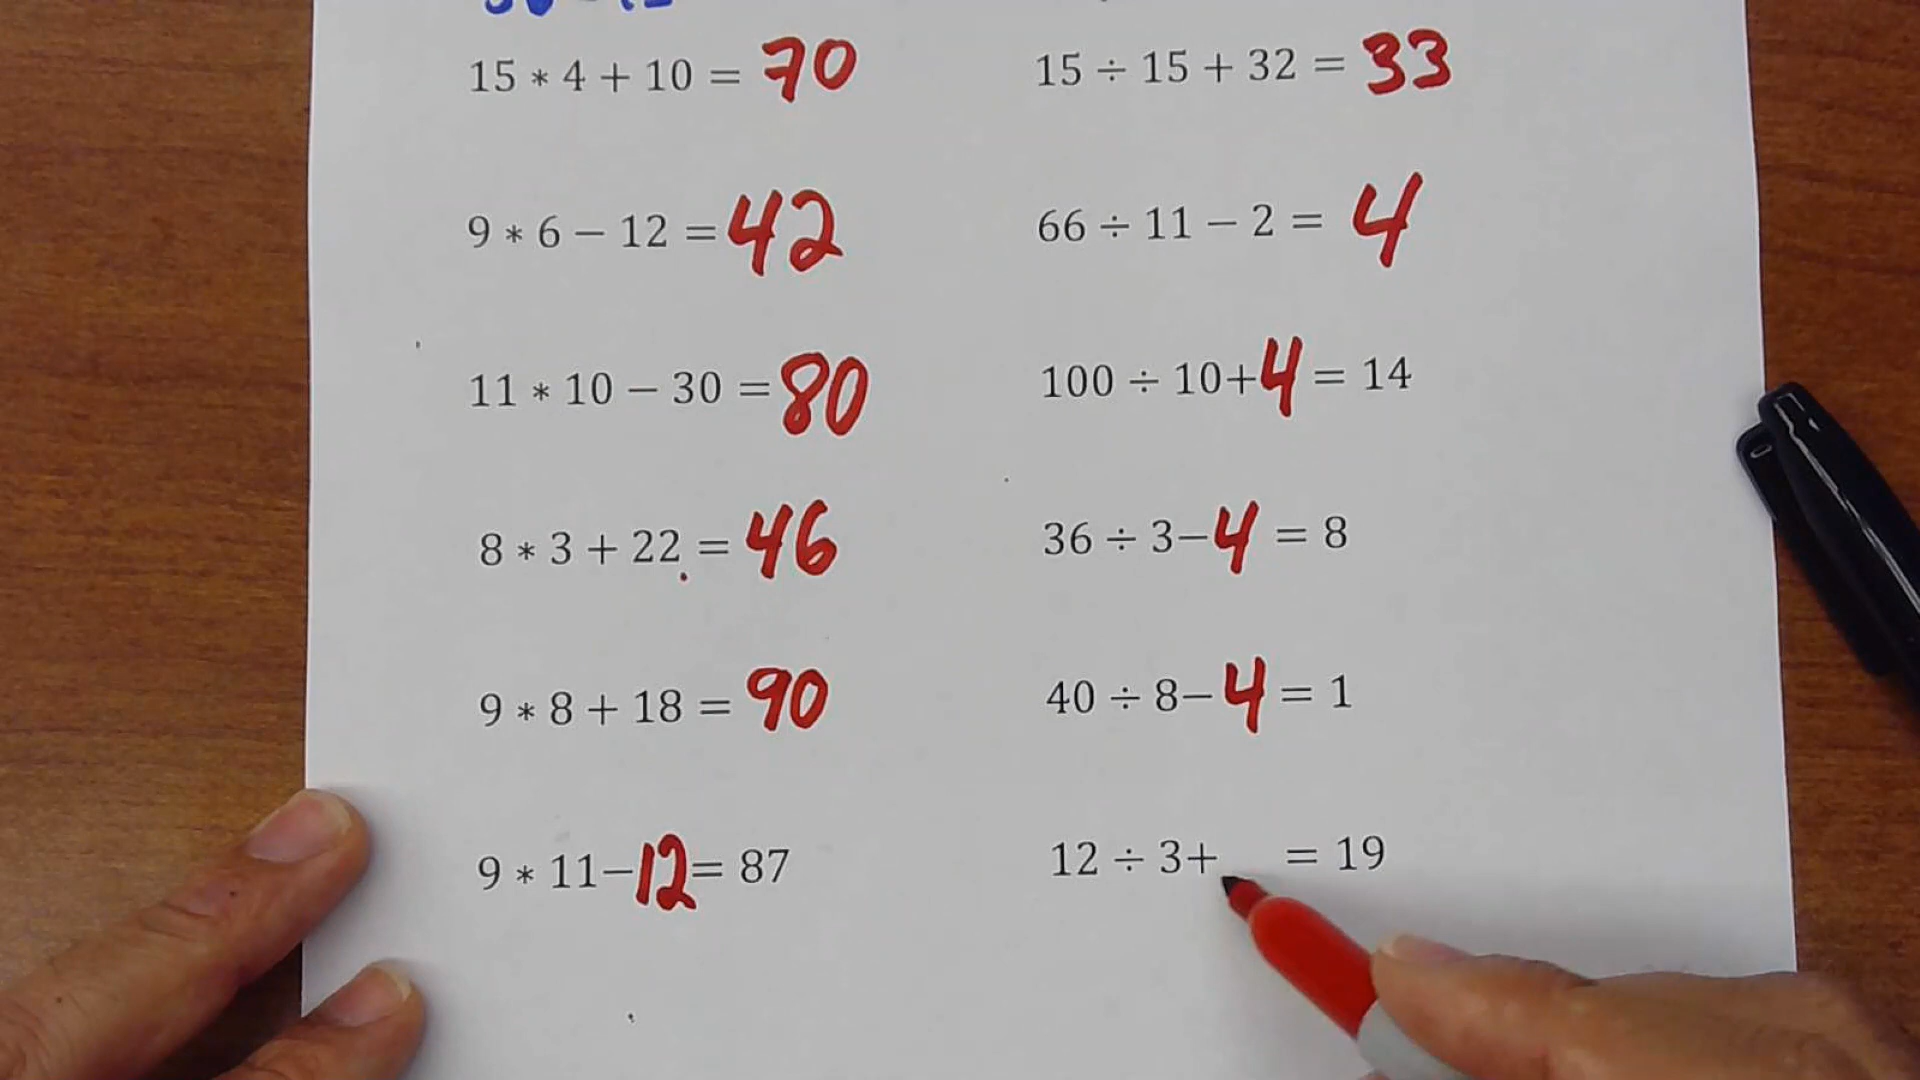 15 * 4 + 10 = 70
15 ÷ 15 + 32 = 33
9 * 6 − 12 = 42
66 ÷ 11 − 2 = 4
11 * 10 − 30 = 80
100 ÷ 10+4 = 14
8 * 3 + 22 = 46
36 ÷ 3−4 = 8
9 * 8 + 18 = 90
40 ÷ 8−4 = 1
9 * 11−12= 87
12 ÷ 3+ = 19